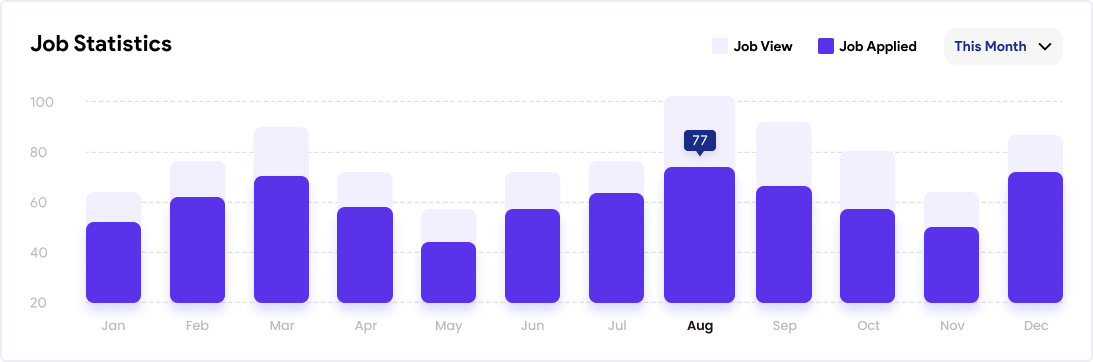 Job Statistics
Job View
Job Applied
This Month
100
80
60
40
20
77
Jan Feb Mar Apr May Jun Jul Aug Sep Oct Nov Dec